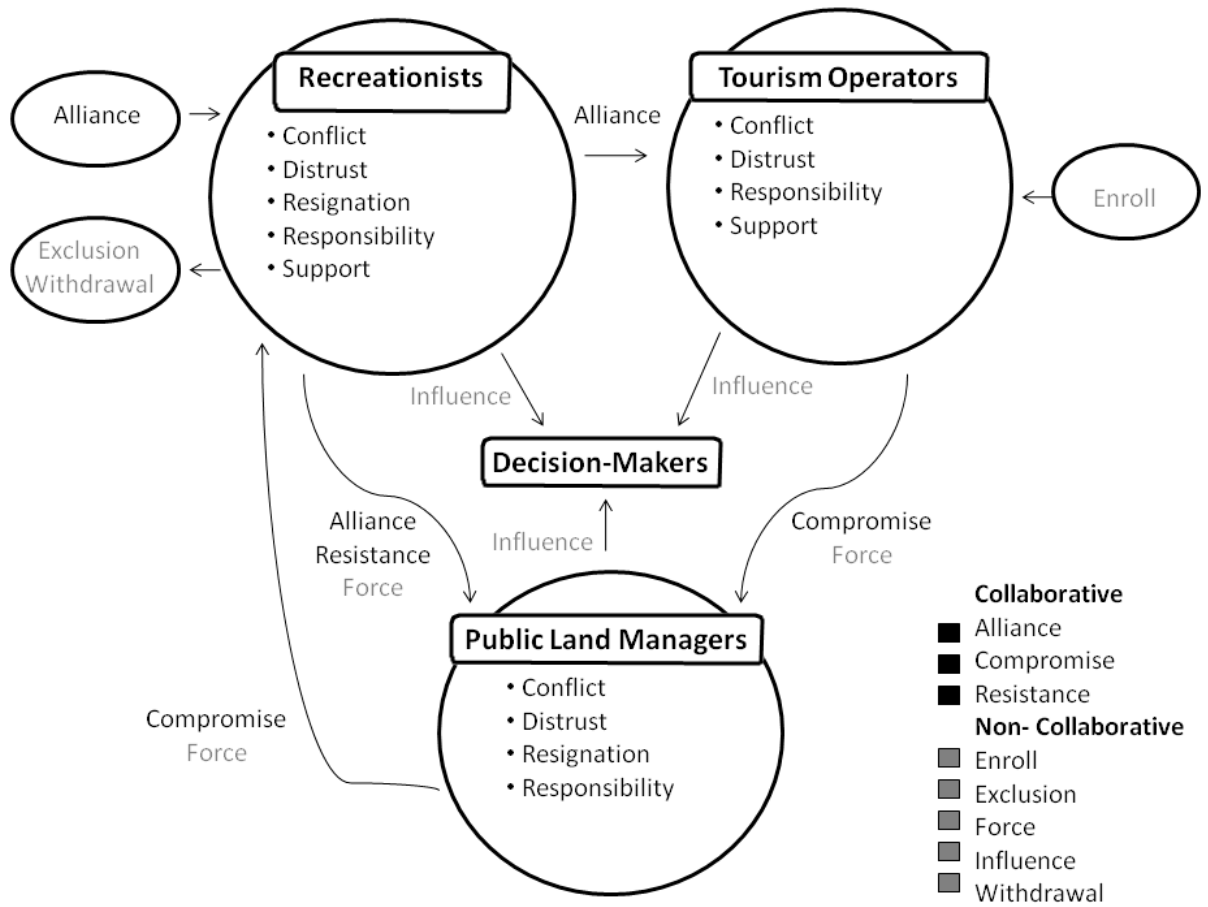 Recreationists
• Conflict
• Distrust
• Resignation
• Responsibility
• Support
Tourism Operators
• Conflict
• Distrust
• Responsibility
• Support
Alliance
Exclusion
Withdrawal
Alliance
Enroll
Influence
Influence
Decision-Makers
Alliance
Resistance
Force
Influence
Compromise
Force
Compromise
Force
Public Land Managers
• Conflict
• Distrust
• Resignation
• Responsibility
Collaborative
Alliance
Compromise
Resistance
Non- Collaborative
Enroll
Exclusion
Force
Influence
Withdrawal